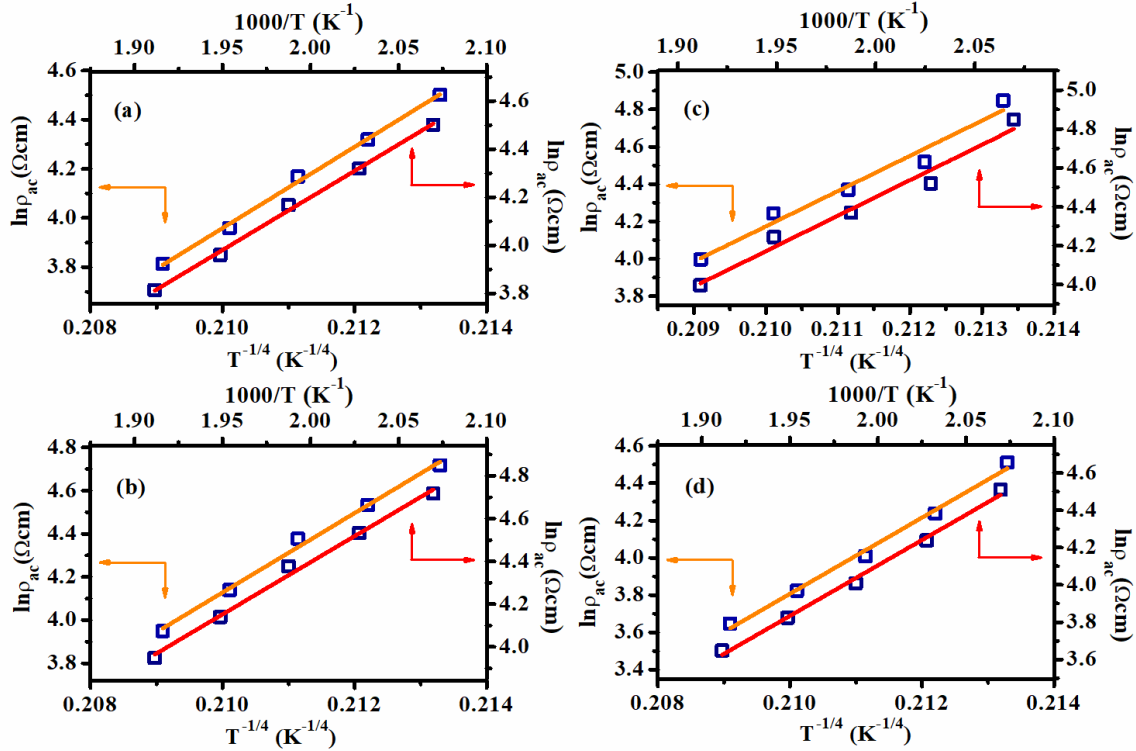 1000/T (K⁻¹)
1.90 1.95 2.00 2.05 2.10
(a)
4.6
4.4
4.2
4.0
3.8
lnρac(Ωcm)
4.6
4.4
4.2
4.0
3.8
lnρac(Ωcm)
0.208 0.210 0.212 0.214
T⁻¹/⁴ (K⁻¹/⁴)
1000/T (K⁻¹)
1.90 1.95 2.00 2.05
(c)
5.0
4.8
4.6
4.4
4.2
4.0
3.8
lnρac(Ωcm)
5.0
4.8
4.6
4.4
4.2
4.0
lnρac(Ωcm)
0.209 0.210 0.211 0.212 0.213 0.214
T⁻¹/⁴ (K⁻¹/⁴)
1000/T (K⁻¹)
1.90 1.95 2.00 2.05 2.10
(b)
4.8
4.6
4.4
4.2
4.0
3.8
lnρac(Ωcm)
4.8
4.6
4.4
4.2
4.0
lnρac(Ωcm)
0.208 0.210 0.212 0.214
T⁻¹/⁴ (K⁻¹/⁴)
1000/T (K⁻¹)
1.90 1.95 2.00 2.05 2.10
(d)
4.6
4.4
4.2
4.0
3.8
3.6
3.4
lnρac(Ωcm)
4.6
4.4
4.2
4.0
3.8
3.6
lnρac(Ωcm)
0.208 0.210 0.212 0.214
T⁻¹/⁴ (K⁻¹/⁴)